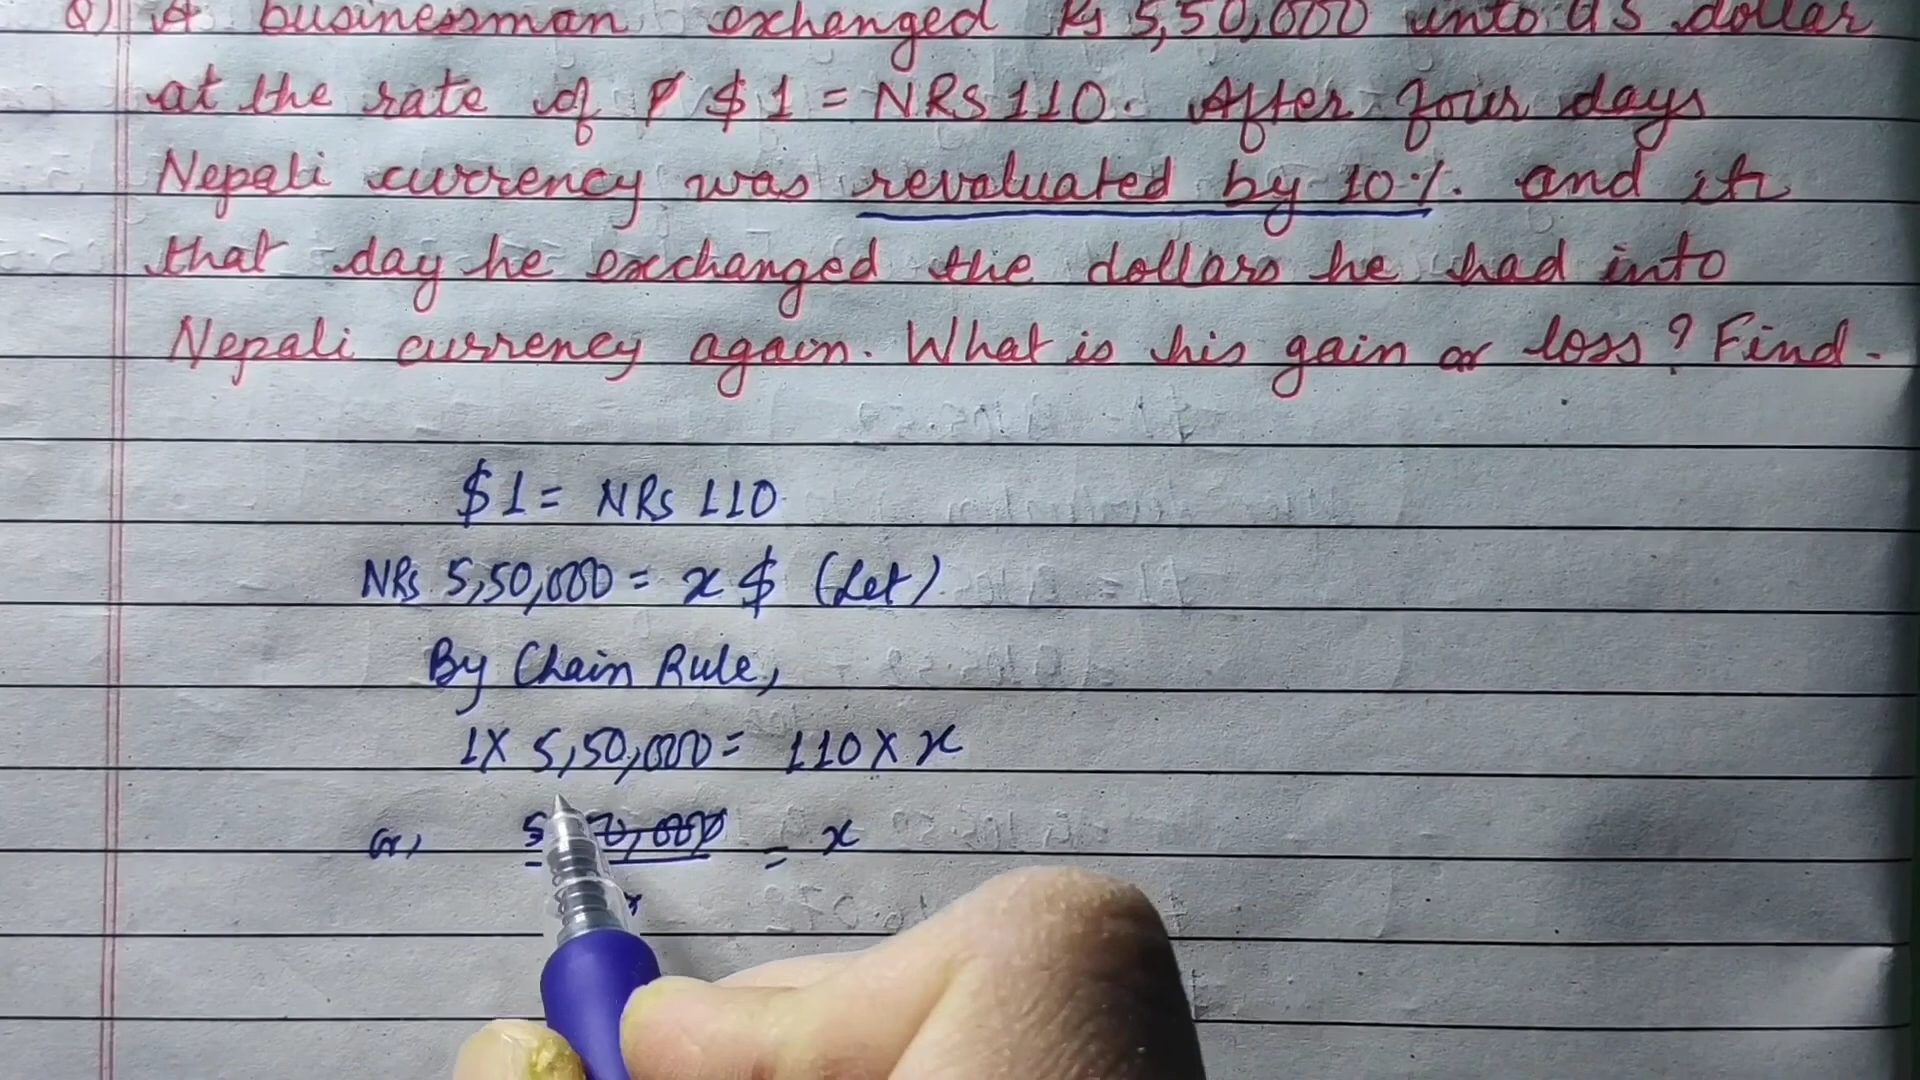 Q) A businessman exchanged Rs 5,50,000 into US dollar
at the rate of $1 = NRs 110. After four days
Nepali currency was revaluated by 10%. and in
that day he exchanged the dollars he had into
Nepali currency again. What is his gain or loss? Find.
$1 = NRs 110
NRs 5,50,000 = x $ (Let)
By Chain Rule,
1 X 5,50,000 = 110 X x
or, = x